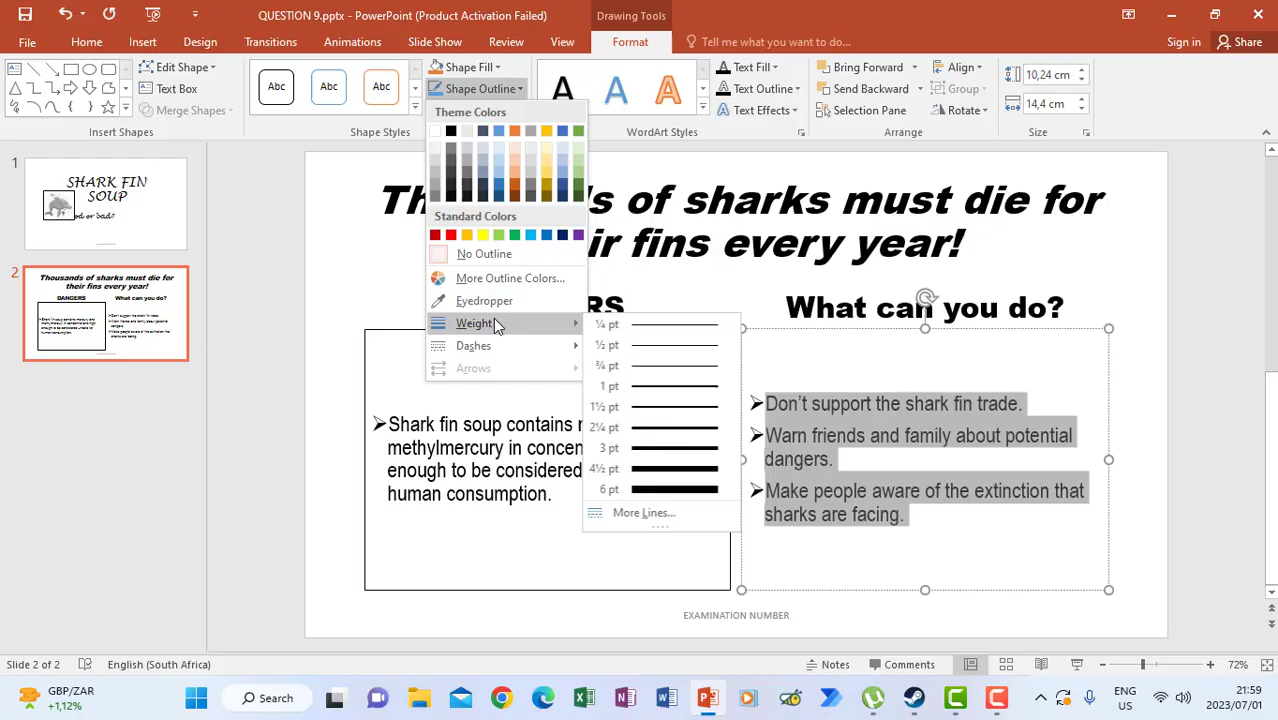 QUESTION 9.pptx — PowerPoint (Product Activation Failed)
Drawing Tools
File Home Insert Design Transitions Animations Slide Show Review View Format Tell me what you want to do... Sign in Share
Edit Shape
Text Box
Merge Shapes
Insert Shapes
Abc Abc Abc
Shape Styles
Shape Fill
Shape Outline
A A A
WordArt Styles
Text Fill
Text Outline
Text Effects
Bring Forward
Send Backward
Selection Pane
Align
Group
Rotate
Arrange
10,24 cm
14,4 cm
Size
Theme Colors
Standard Colors
No Outline
More Outline Colors...
Eyedropper
Weight
Dashes
Arrows
¼ pt
½ pt
¾ pt
1 pt
1½ pt
2¼ pt
3 pt
4½ pt
6 pt
More Lines...
1
SHARK FIN
SOUP
or bad?
2
Thousands of sharks must die for
their fins every year!
DANGERS What can you do?
Th s of sharks must die for
ir fins every year!
RS
What can you do?
Shark fin soup contains
methylmercury in concen
enough to be considered
human consumption.
Don't support the shark fin trade.
Warn friends and family about potential
dangers.
Make people aware of the extinction that
sharks are facing.
EXAMINATION NUMBER
Slide 2 of 2 English (South Africa) Notes Comments 72%
GBP/ZAR
+1,12%
Search
ENG
US
21:59
2023/07/01